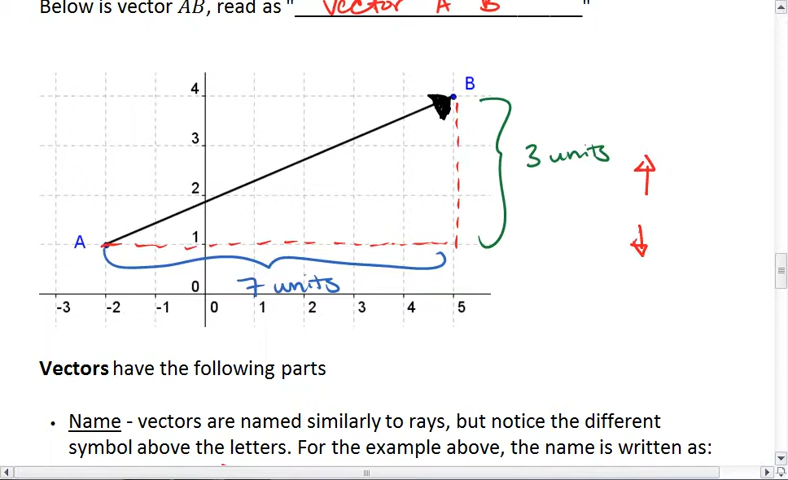 Below is vector AB, read as "vector A B"
4
B
3
3 units
2
A
1
0
7 units
-3 -2 -1 0 1 2 3 4 5
Vectors have the following parts
• Name - vectors are named similarly to rays, but notice the different
symbol above the letters. For the example above, the name is written as: